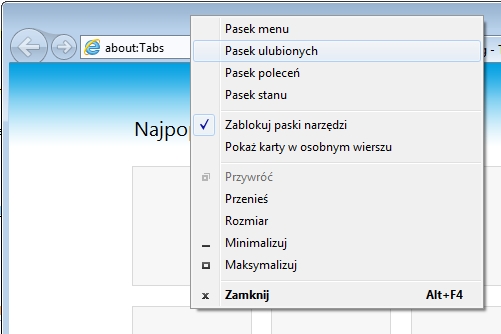 Pasek menu
Pasek ulubionych
about:Tabs
Pasek poleceń
Pasek stanu
Zablokuj paski narzędzi
Pokaż karty w osobnym wierszu
Przywróć
Przenieś
Rozmiar
Minimalizuj
Maksymalizuj
Zamknij Alt+F4